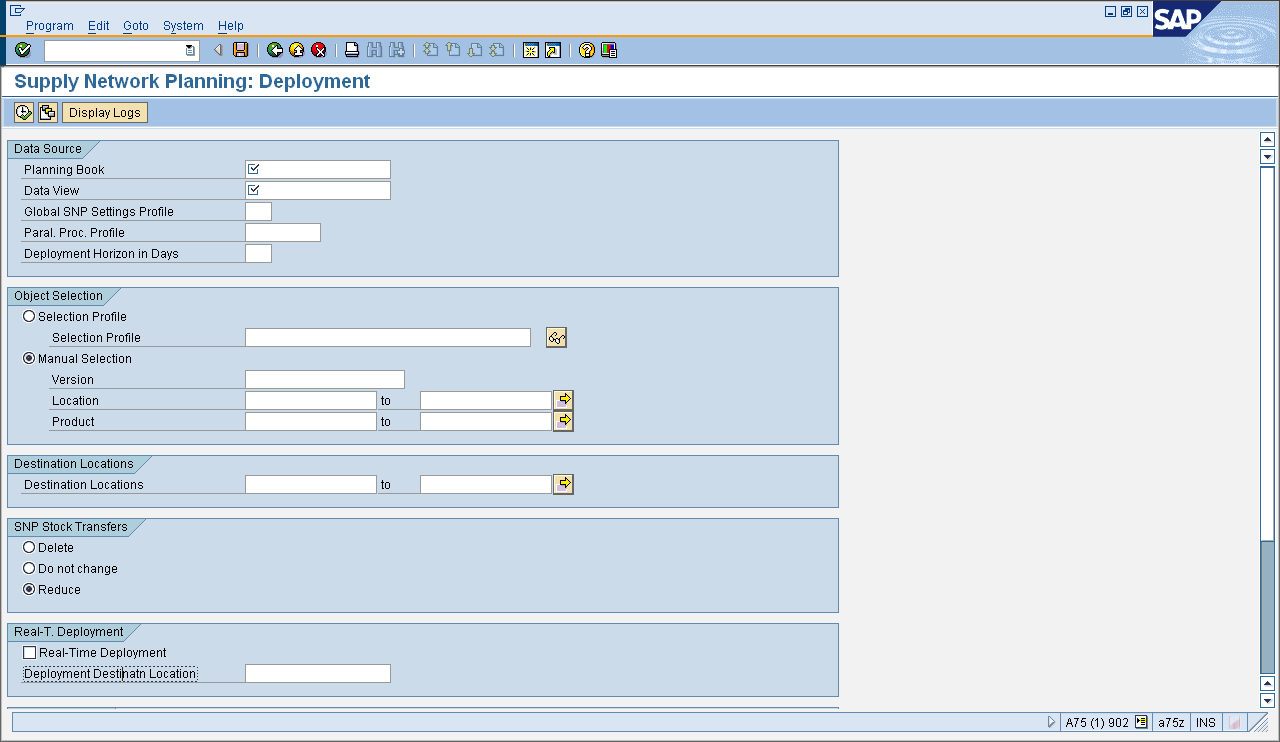 Program Edit Goto System Help
SAP
Supply Network Planning: Deployment
Display Logs
Data Source
Planning Book
Data View
Global SNP Settings Profile
Paral. Proc. Profile
Deployment Horizon in Days
Object Selection
Selection Profile
Selection Profile
Manual Selection
Version
Location to
Product to
Destination Locations
Destination Locations to
SNP Stock Transfers
Delete
Do not change
Reduce
Real-T. Deployment
Real-Time Deployment
Deployment Destinatn Location
A75 (1) 902 a75z INS